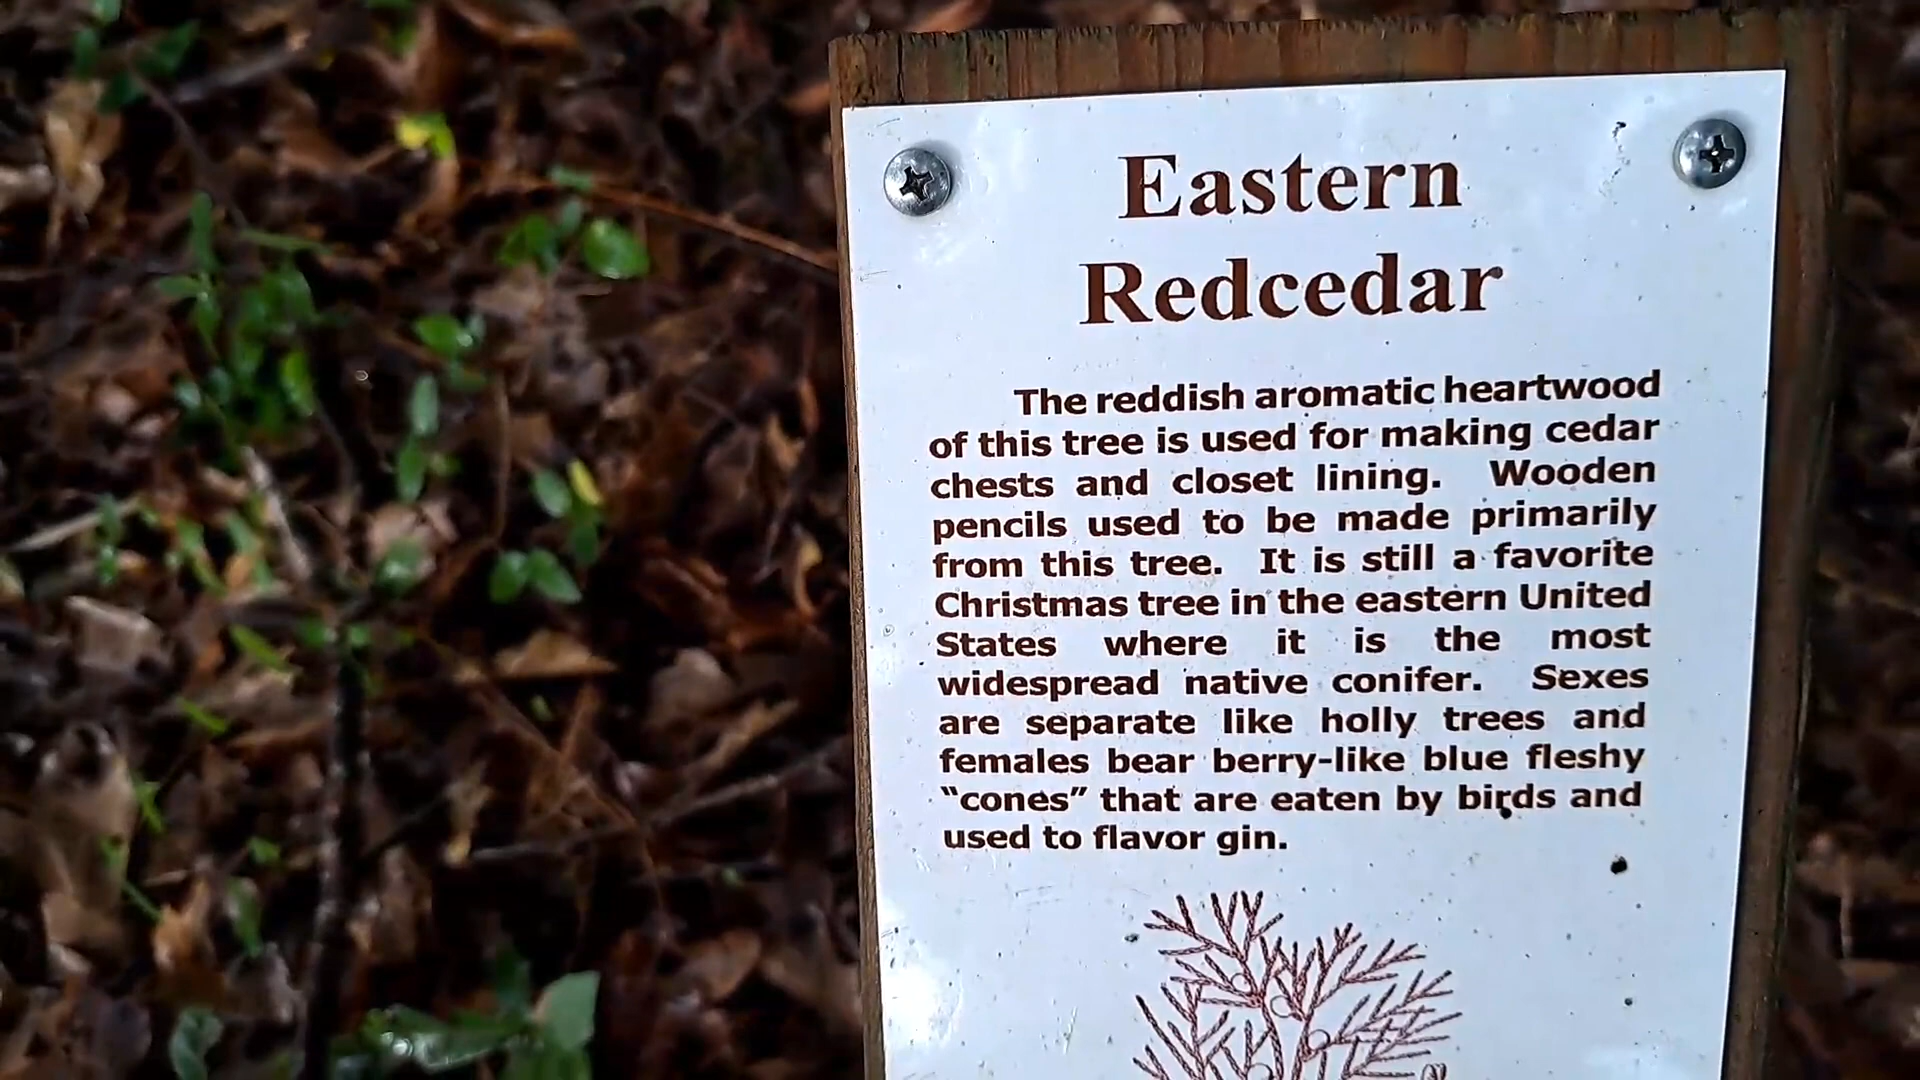 Eastern
Redcedar
The reddish aromatic heartwood
of this tree is used for making cedar
chests and closet lining. Wooden
pencils used to be made primarily
from this tree. It is still a favorite
Christmas tree in the eastern United
States where it is the most
widespread native conifer. Sexes
are separate like holly trees and
females bear berry-like blue fleshy
“cones” that are eaten by birds and
used to flavor gin.